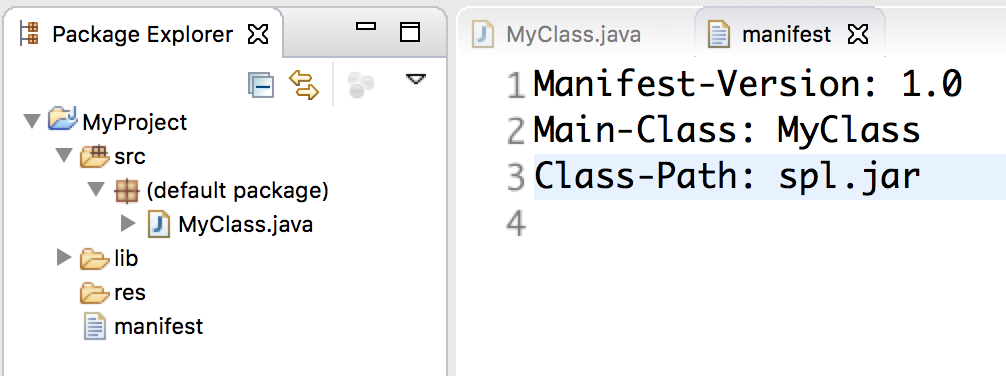 Package Explorer
MyProject
src
(default package)
MyClass.java
lib
res
manifest
MyClass.java
manifest
1 Manifest-Version: 1.0
2 Main-Class: MyClass
3 Class-Path: spl.jar
4